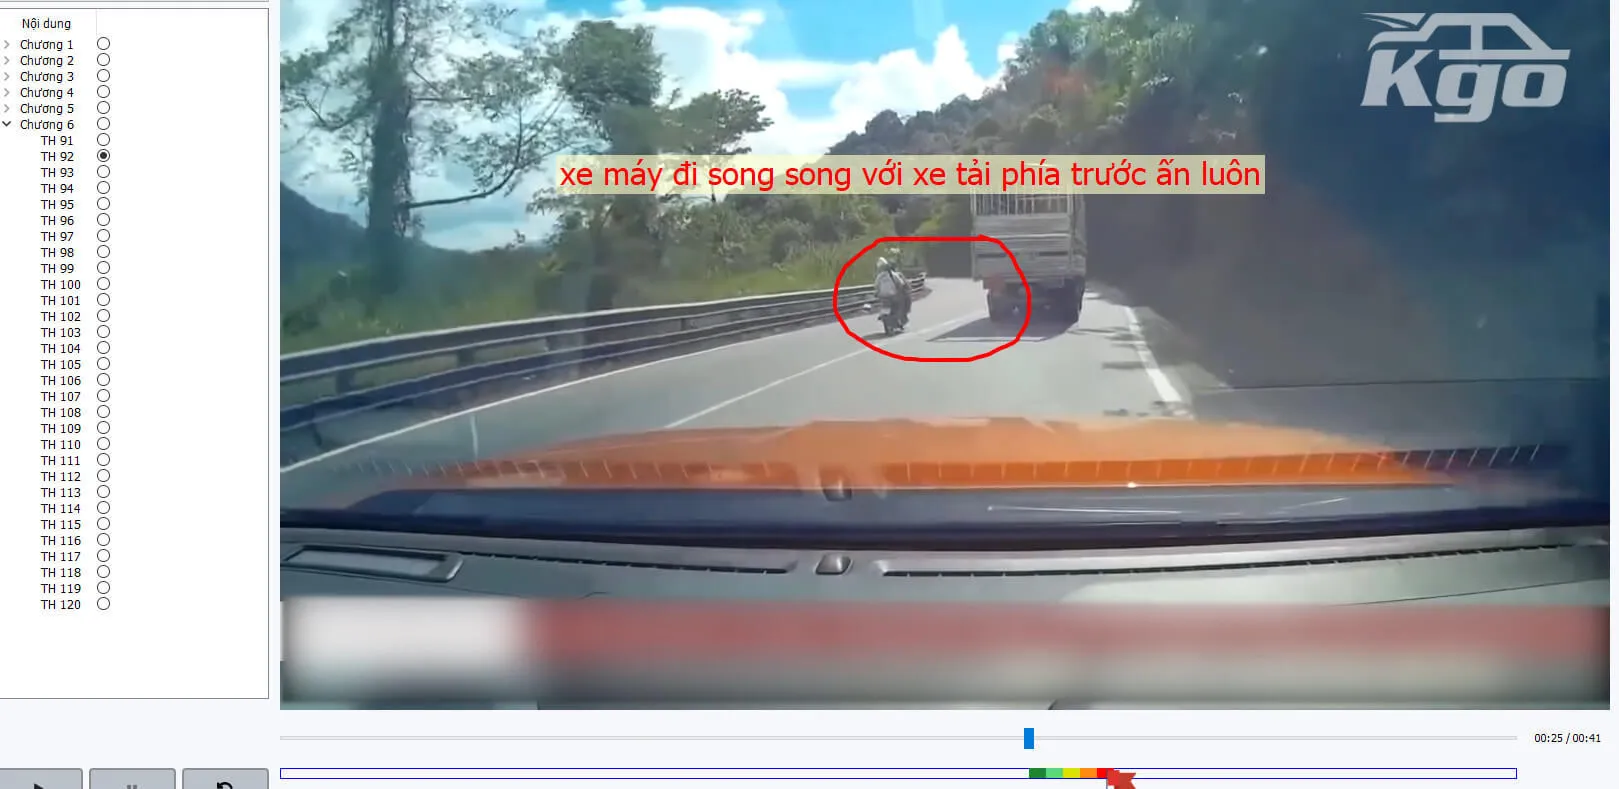 Nội dung
Chương 1
Chương 2
Chương 3
Chương 4
Chương 5
Chương 6
TH 91
TH 92
TH 93
TH 94
TH 95
TH 96
TH 97
TH 98
TH 99
TH 100
TH 101
TH 102
TH 103
TH 104
TH 105
TH 106
TH 107
TH 108
TH 109
TH 110
TH 111
TH 112
TH 113
TH 114
TH 115
TH 116
TH 117
TH 118
TH 119
TH 120
Kgo
xe máy đi song song với xe tải phía trước ấn luôn
00:25 / 00:41